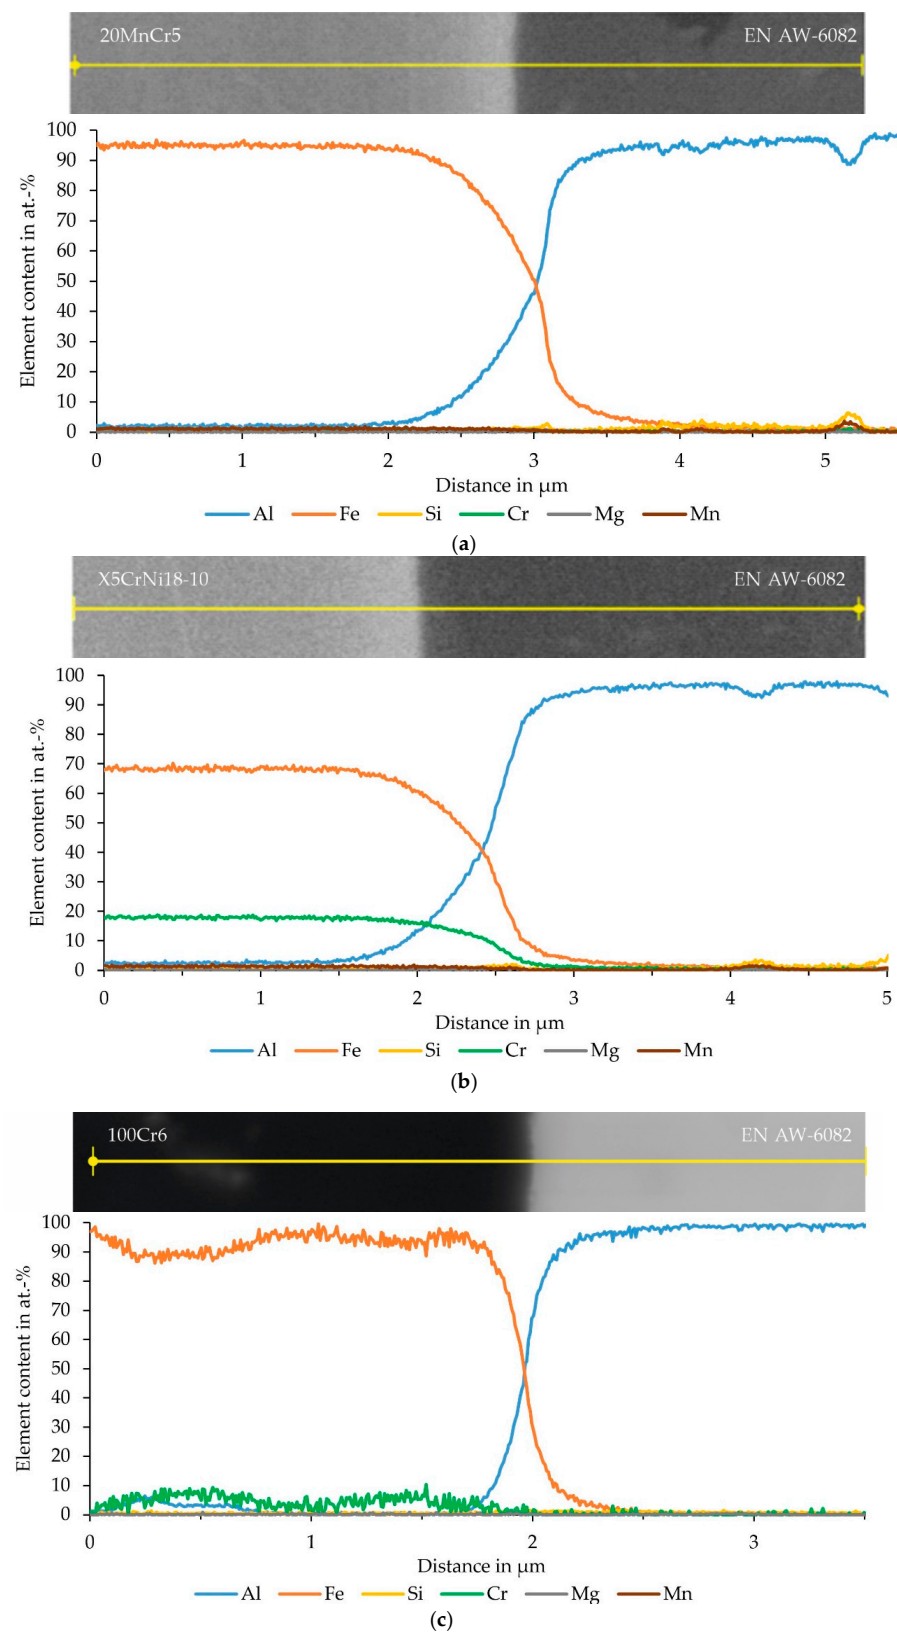 20MnCr5 EN AW-6082
Element content in at.-%
100
90
80
70
60
50
40
30
20
10
0
0 1 2 3 4 5
Distance in µm
Al Fe Si Cr Mg Mn
(a)
X5CrNi18-10 EN AW-6082
Element content in at.-%
100
90
80
70
60
50
40
30
20
10
0
0 1 2 3 4 5
Distance in µm
Al Fe Si Cr Mg Mn
(b)
100Cr6 EN AW-6082
Element content in at.-%
100
90
80
70
60
50
40
30
20
10
0
0 1 2 3
Distance in µm
Al Fe Si Cr Mg Mn
(c)